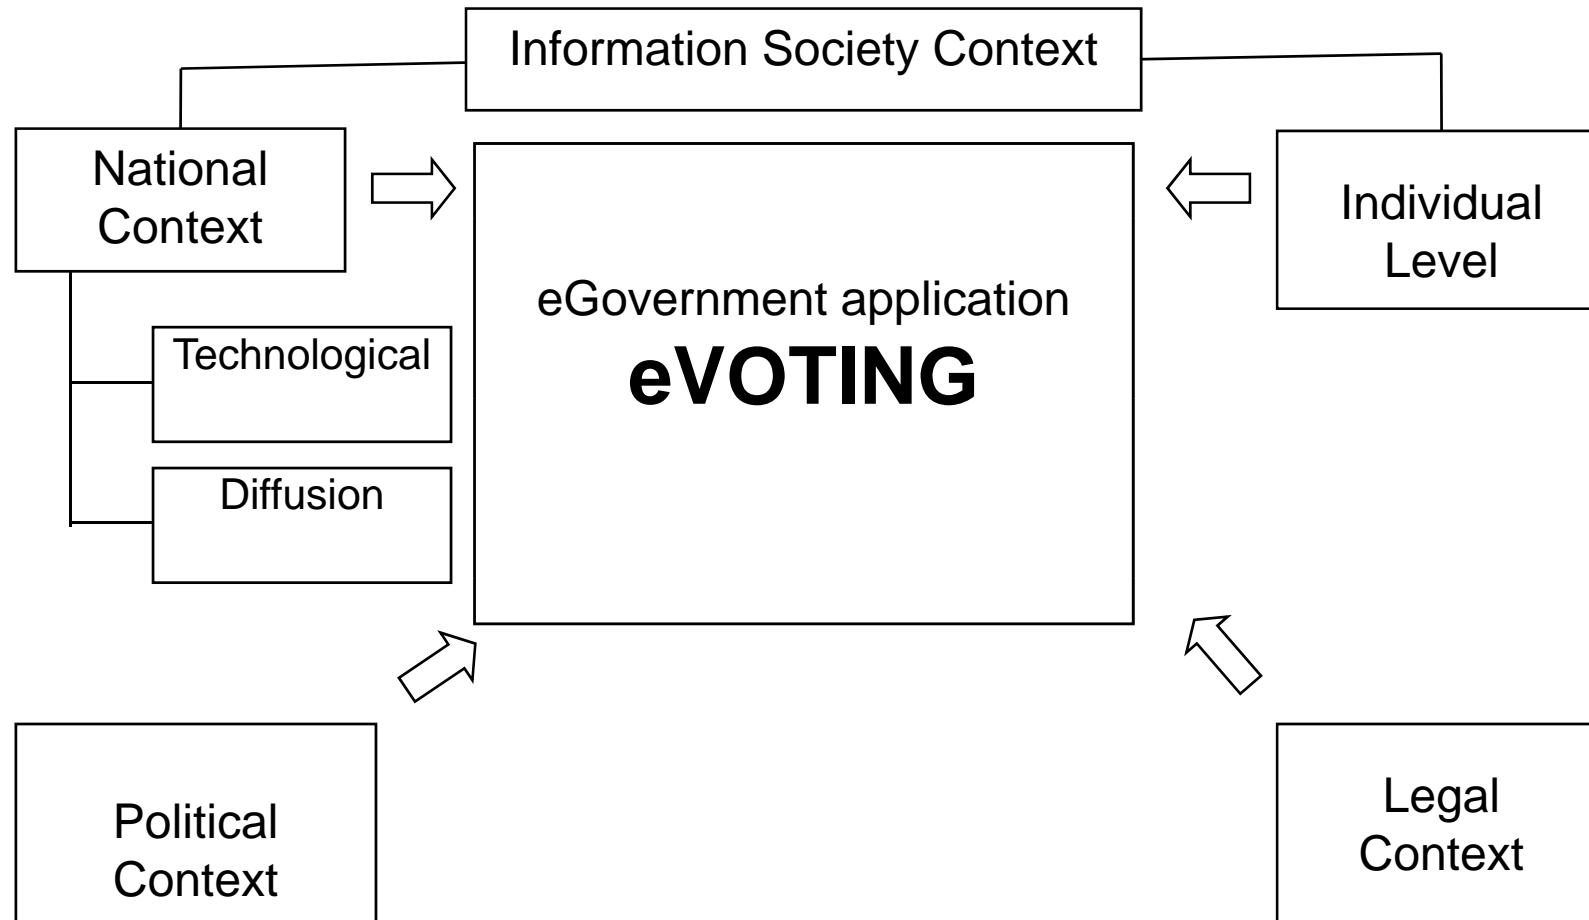 Information Society Context
National
Context
Individual
Level
eGovernment application
eVOTING
Technological
Diffusion
Political
Context
Legal
Context